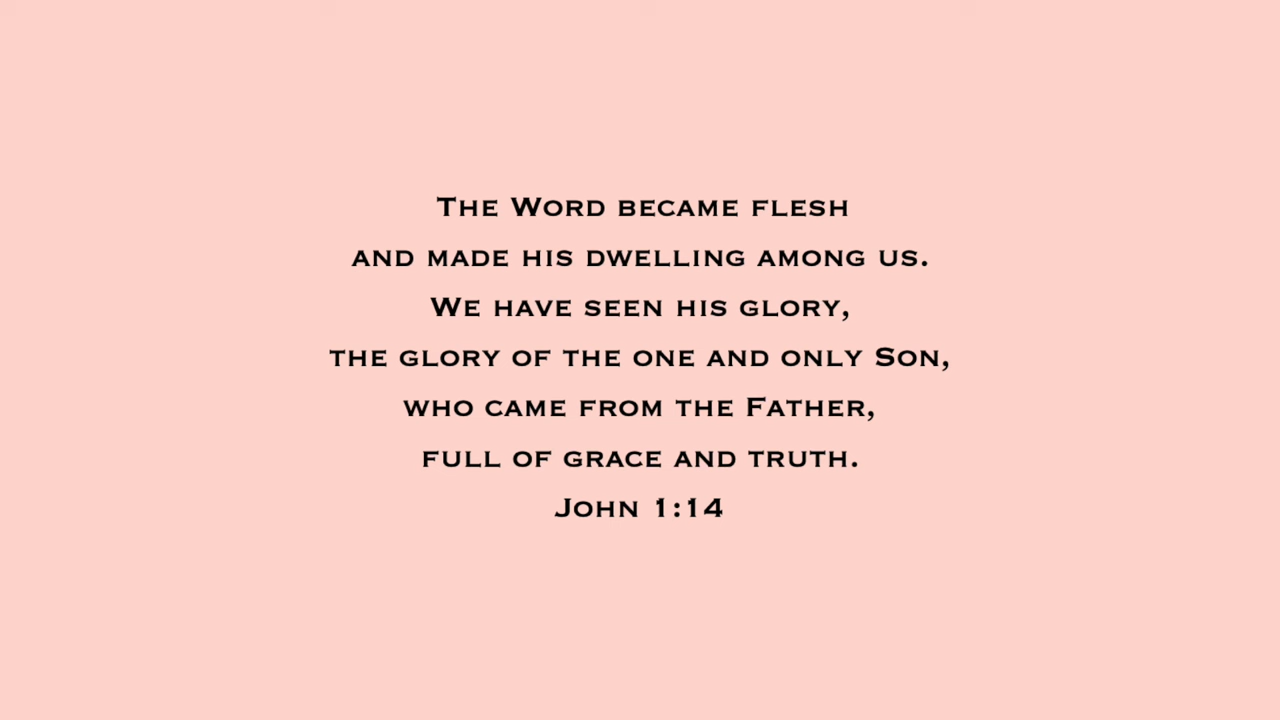 The Word became flesh
and made his dwelling among us.
We have seen his glory,
the glory of the one and only Son,
who came from the Father,
full of grace and truth.
John 1:14